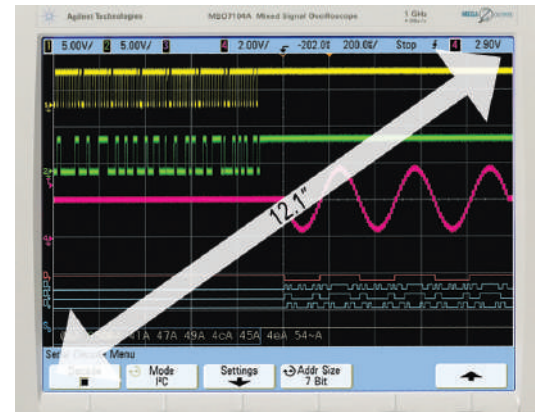 Agilent Technologies MSO7104A Mixed Signal Oscilloscope 1 GHz
MEGA Zoom
1 5.00V/ 2 5.00V/ 3 4 2.00V/ -202.0% 200.0%/ Stop 4 2.90V
12.1"
41A 47A 49A 4cA 45A 4eA 54~A
Menu
Mode Settings Addr Size
I²C 7 Bit